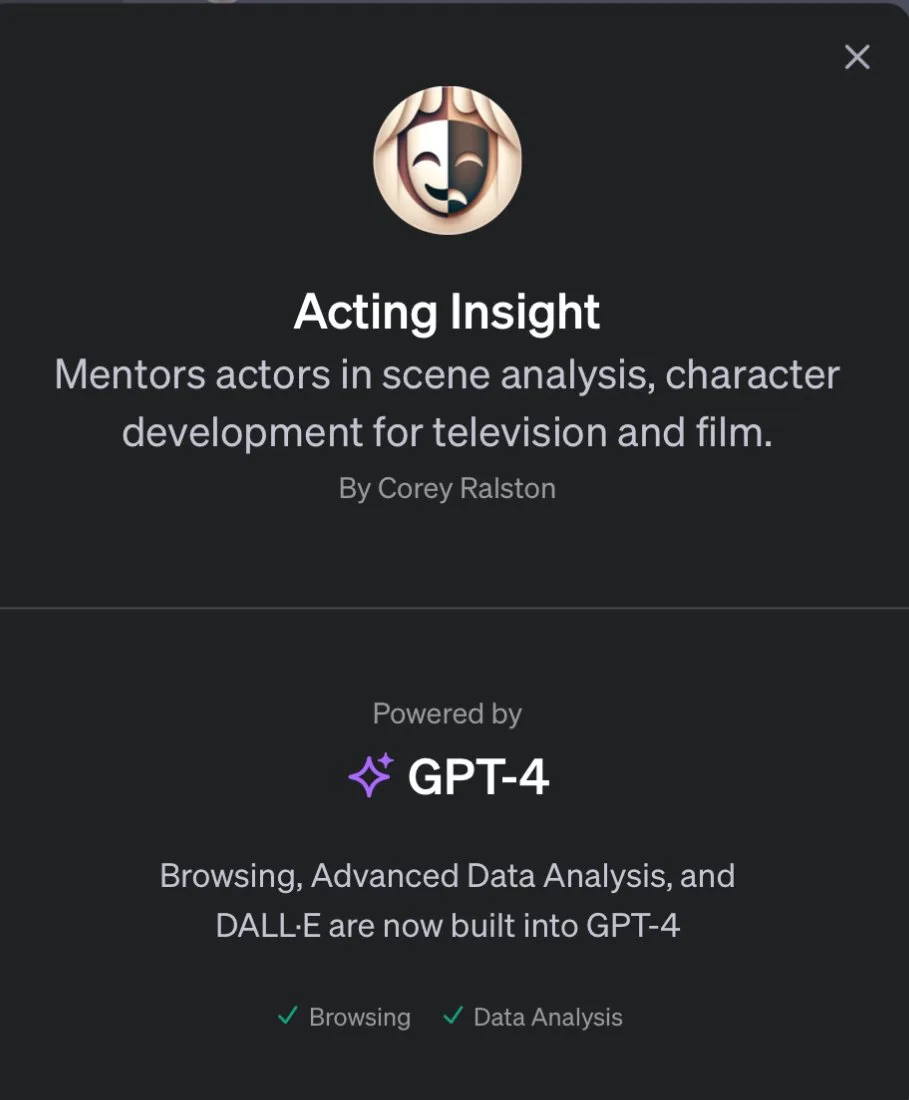 Acting Insight
Mentors actors in scene analysis, character
development for television and film.
By Corey Ralston
Powered by
GPT-4
Browsing, Advanced Data Analysis, and
DALL·E are now built into GPT-4
Browsing Data Analysis